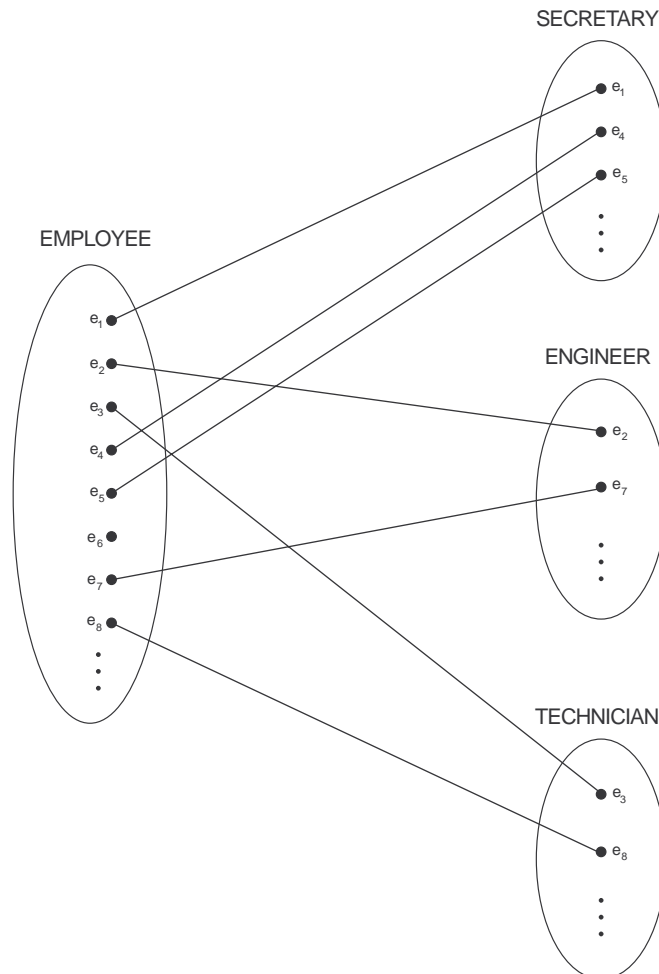 SECRETARY
e1
e4
e5
EMPLOYEE
e1
e2
e3
e4
e5
e6
e7
e8
ENGINEER
e2
e7
TECHNICIAN
e3
e8